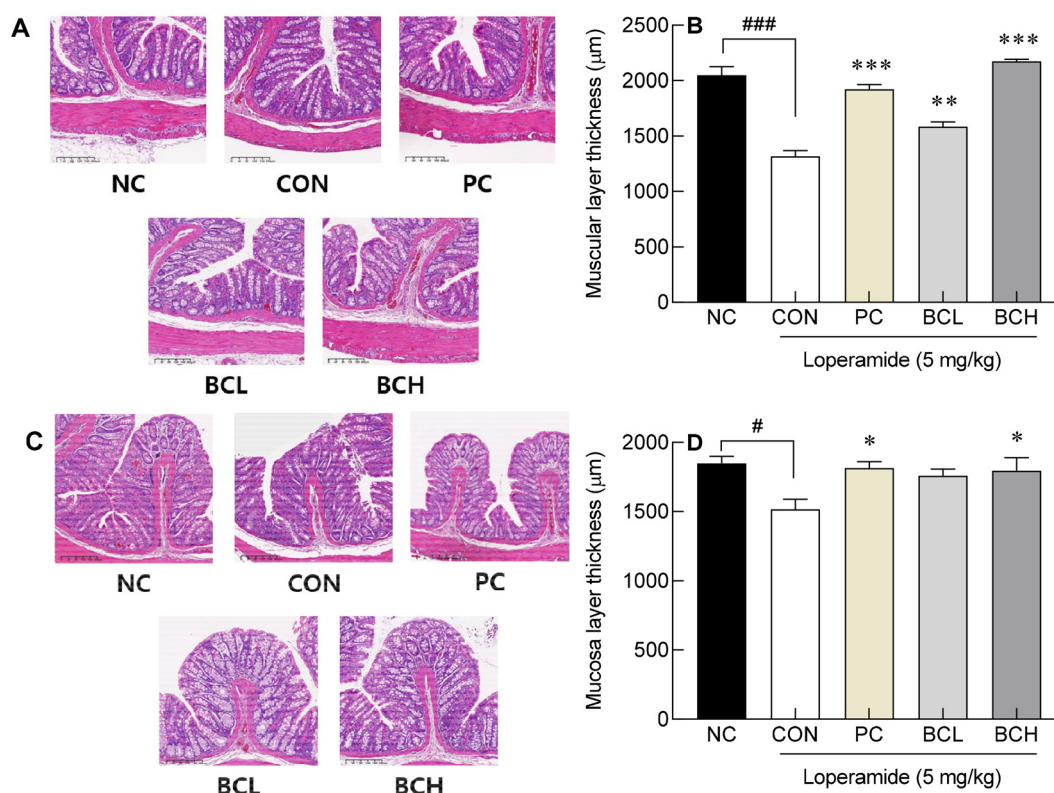 A
NC
CON
PC
BCL
BCH
B
Muscular layer thickness (μm)
2500
2000
1500
1000
500
0
###
***
**
***
NC CON PC BCL BCH
Loperamide (5 mg/kg)
C
NC
CON
PC
BCL
BCH
D
Mucosa layer thickness (μm)
2000
1500
1000
500
0
#
*
*
NC CON PC BCL BCH
Loperamide (5 mg/kg)